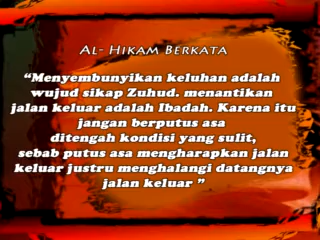 Al- Hikam Berkata
“Menyembunyikan keluhan adalah
wujud sikap Zuhud. menantikan
jalan keluar adalah Ibadah. Karena itu
jangan berputus asa
ditengah kondisi yang sulit,
sebab putus asa mengharapkan jalan
keluar justru menghalangi datangnya
jalan keluar ”